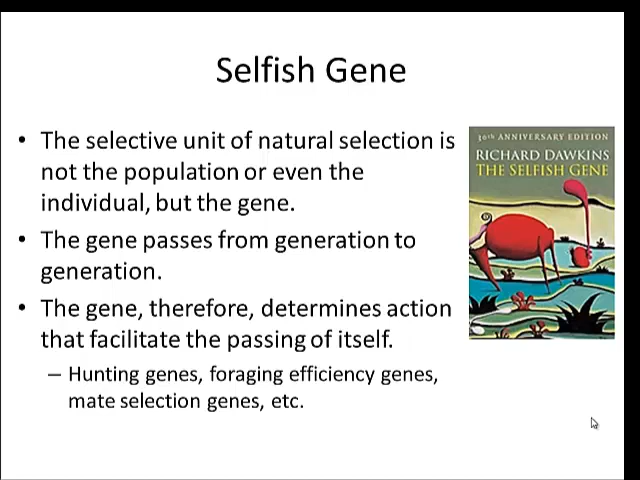 Selfish Gene
• The selective unit of natural selection is
not the population or even the
individual, but the gene.
• The gene passes from generation to
generation.
• The gene, therefore, determines action
that facilitate the passing of itself.
– Hunting genes, foraging efficiency genes,
mate selection genes, etc.
30th ANNIVERSARY EDITION
RICHARD DAWKINS
THE SELFISH GENE